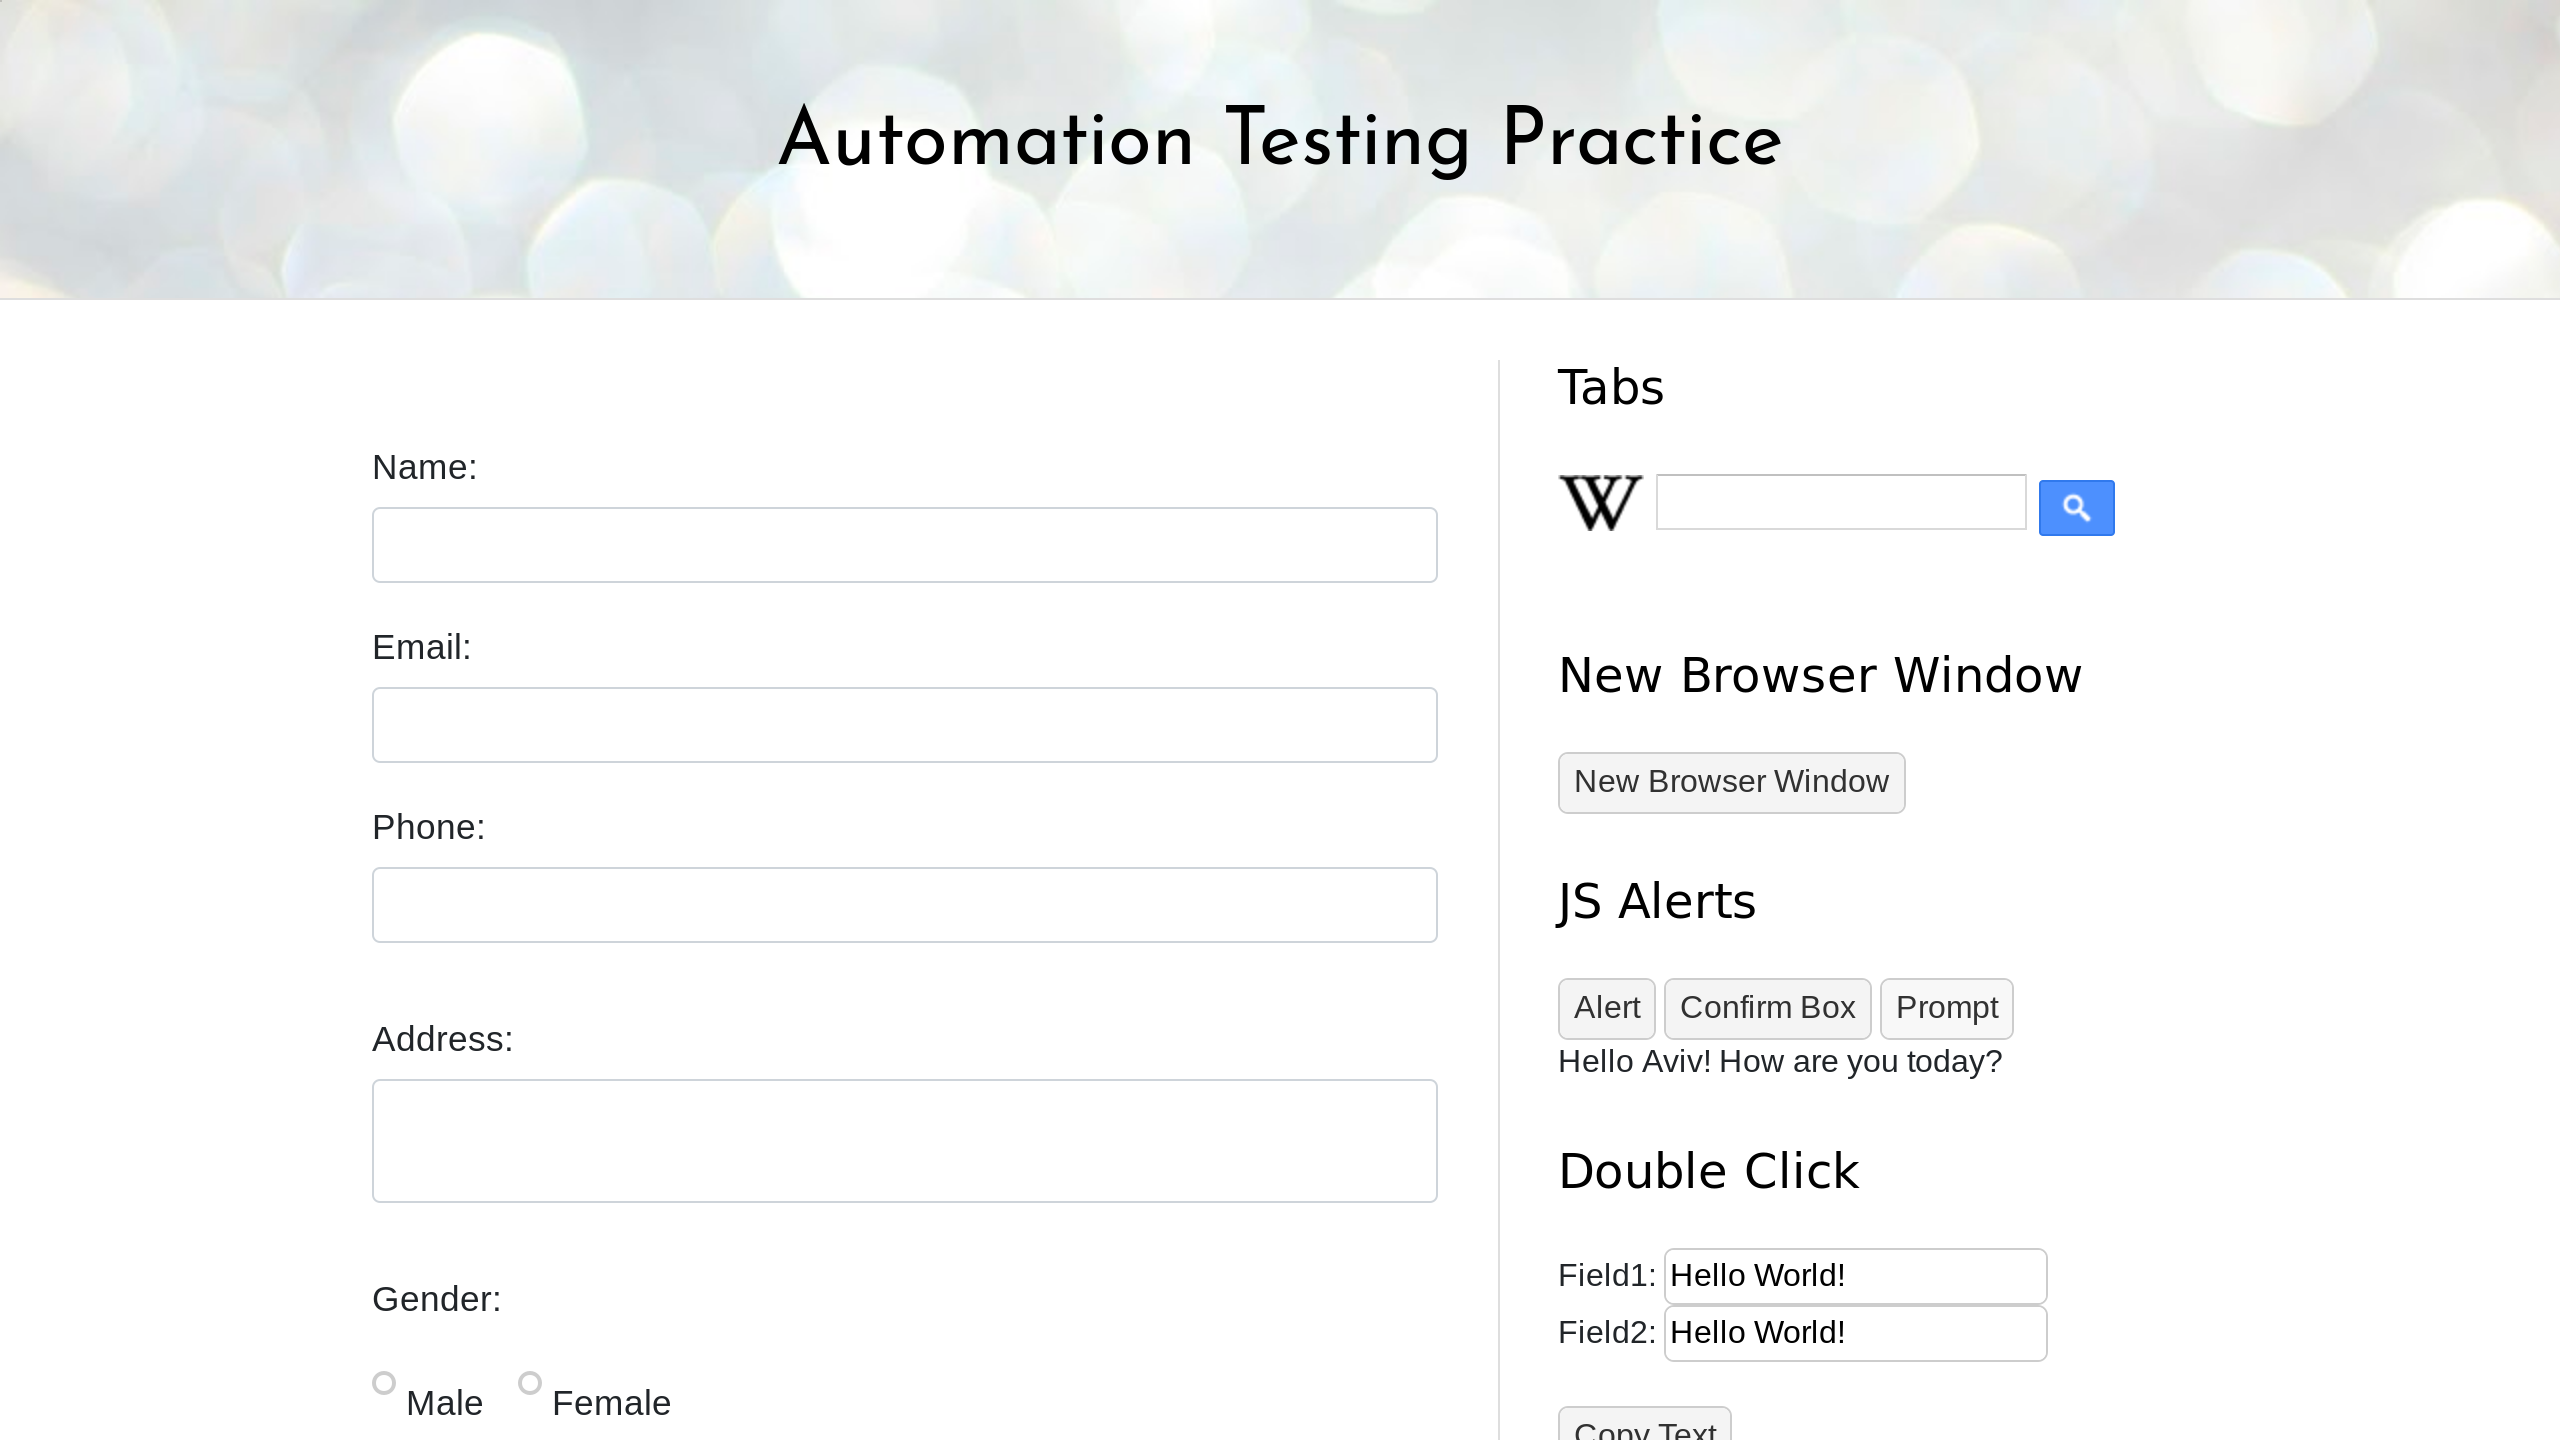 Automation Testing Practice
Name:
Email:
Phone:
Address:
Gender:
Male Female
Tabs
W
New Browser Window
New Browser Window
JS Alerts
Alert Confirm Box Prompt
Hello Aviv! How are you today?
Double Click
Field1: Hello World!
Field2: Hello World!
Copy Text